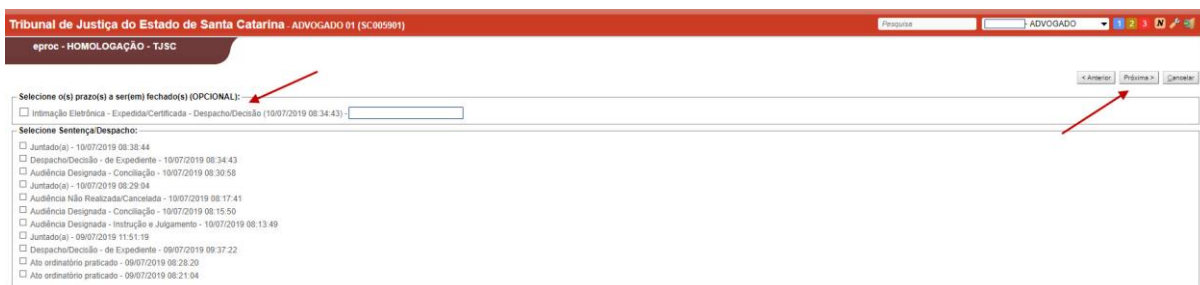 Tribunal de Justiça do Estado de Santa Catarina - ADVOGADO 01 (SC005901)
Pesquisa
- ADVOGADO
1 2 3 N
eproc - HOMOLOGAÇÃO - TJSC
< Anterior Próxima > Cancelar
Selecione o(s) prazo(s) a ser(em) fechado(s) (OPCIONAL):
Intimação Eletrônica - Expedida/Certificada - Despacho/Decisão (10/07/2019 08:34:43) -
Selecione Sentença/Despacho:
Juntado(a) - 10/07/2019 08:38:44
Despacho/Decisão - de Expediente - 10/07/2019 08:34:43
Audiência Designada - Conciliação - 10/07/2019 08:30:58
Juntado(a) - 10/07/2019 08:29:04
Audiência Não Realizada/Cancelada - 10/07/2019 08:17:41
Audiência Designada - Conciliação - 10/07/2019 08:15:50
Audiência Designada - Instrução e Julgamento - 10/07/2019 08:13:49
Juntado(a) - 09/07/2019 11:51:19
Despacho/Decisão - de Expediente - 09/07/2019 09:37:22
Ato ordinatório praticado - 09/07/2019 08:28:20
Ato ordinatório praticado - 09/07/2019 08:21:04